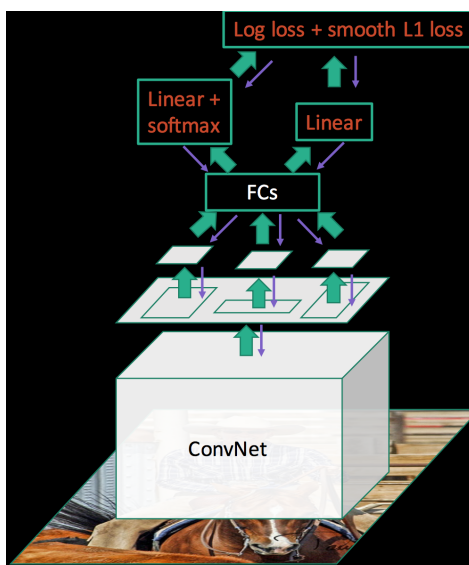 Log loss + smooth L1 loss
Linear +
softmax
Linear
FCs
ConvNet